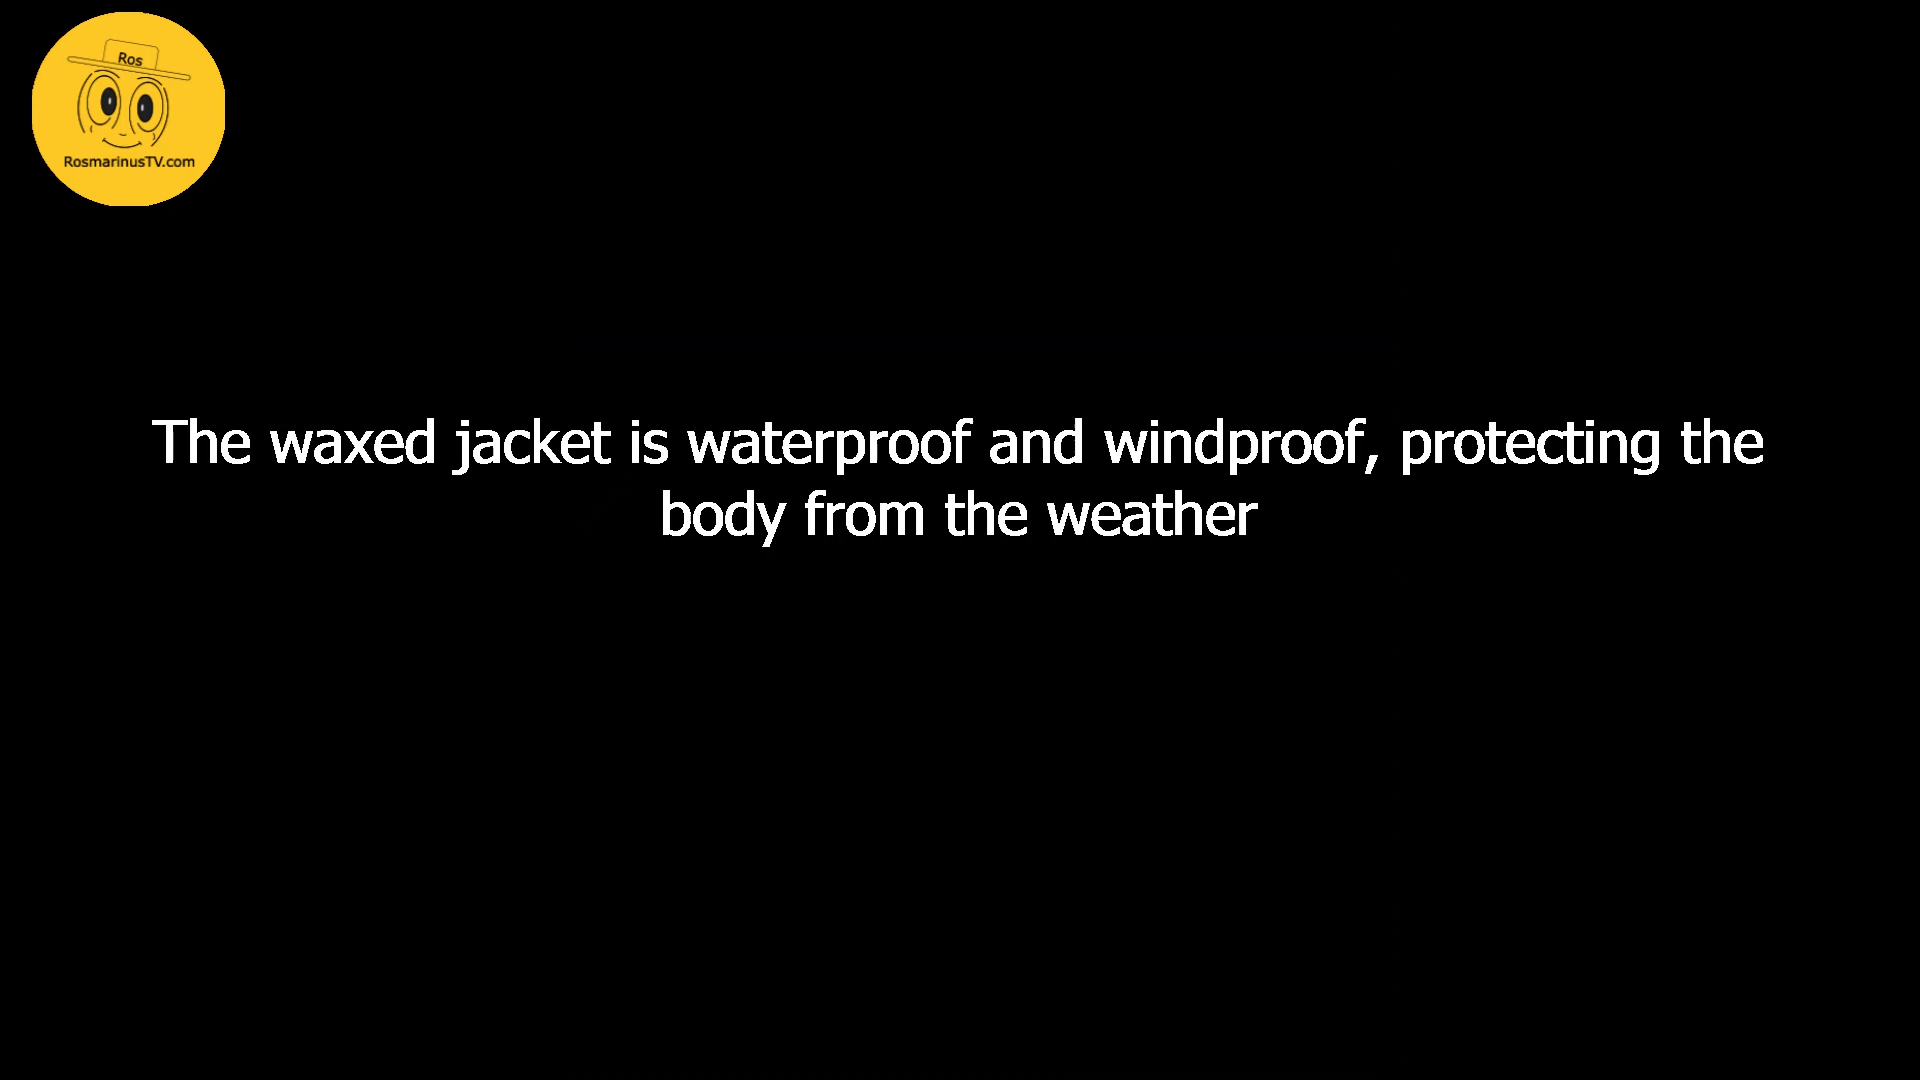 Ros
RosmarinusTV.com
The waxed jacket is waterproof and windproof, protecting the
body from the weather